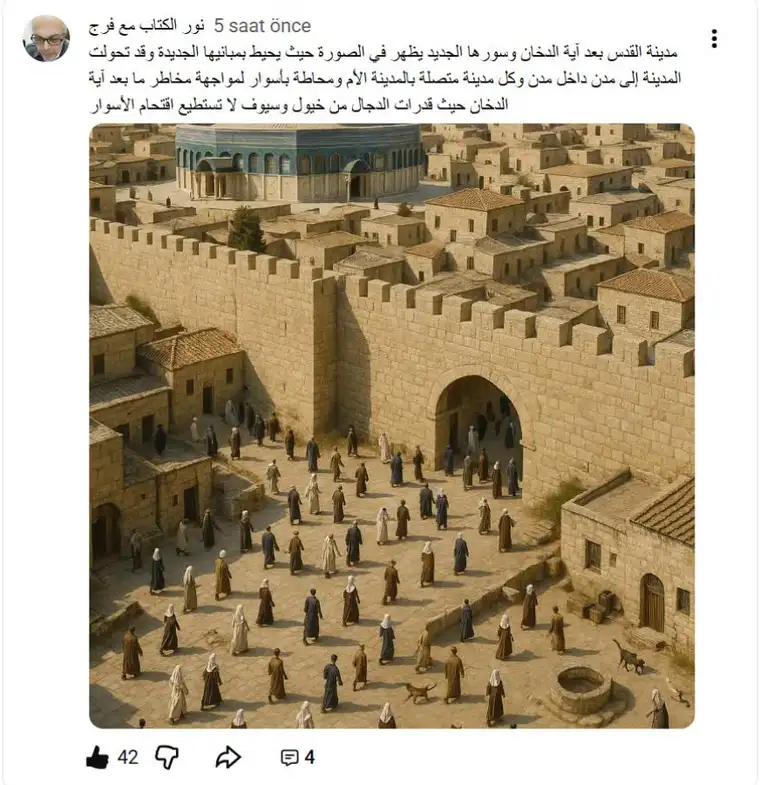 نور الكتاب مع فرج 5 saat önce
مدينة القدس بعد آية الدخان وسورها الجديد يظهر في الصورة حيث يحيط بمبانيها الجديدة وقد تحولت
المدينة إلى مدن داخل مدن وكل مدينة متصلة بالمدينة الأم ومحاطة بأسوار لمواجهة مخاطر ما بعد آية
الدخان حيث قدرات الدجال من خيول وسيوف لا تستطيع اقتحام الأسوار
42 4